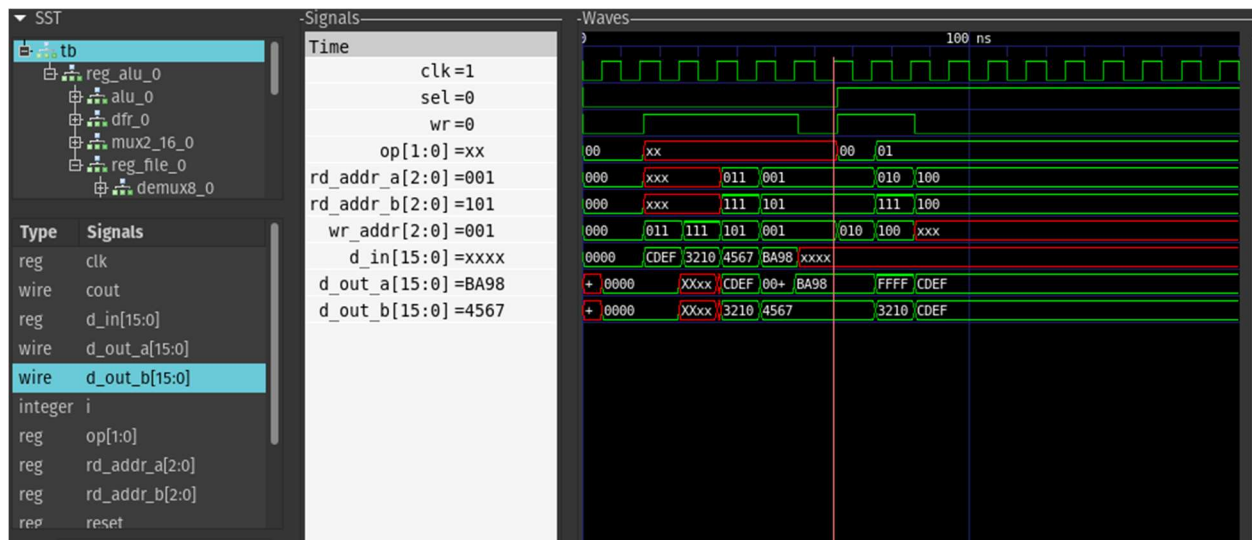 SST
tb
reg_alu_0
alu_0
dfr_0
mux2_16_0
reg_file_0
demux8_0
Type Signals
reg clk
wire cout
reg d_in[15:0]
wire d_out_a[15:0]
wire d_out_b[15:0]
integer i
reg op[1:0]
reg rd_addr_a[2:0]
reg rd_addr_b[2:0]
reg reset
Signals
Time
clk=1
sel=0
wr=0
op[1:0]=xx
rd_addr_a[2:0]=001
rd_addr_b[2:0]=101
wr_addr[2:0]=001
d_in[15:0]=xxxx
d_out_a[15:0]=BA98
d_out_b[15:0]=4567
Waves
0 100 ns
00 xx 00 01
000 xxx 011 001 010 100
000 xxx 111 101 111 100
000 011 111 101 001 010 100 xxx
0000 CDEF 3210 4567 BA98 xxxx
+ 0000 XXxx CDEF 00+ BA98 FFFF CDEF
+ 0000 XXxx 3210 4567 3210 CDEF